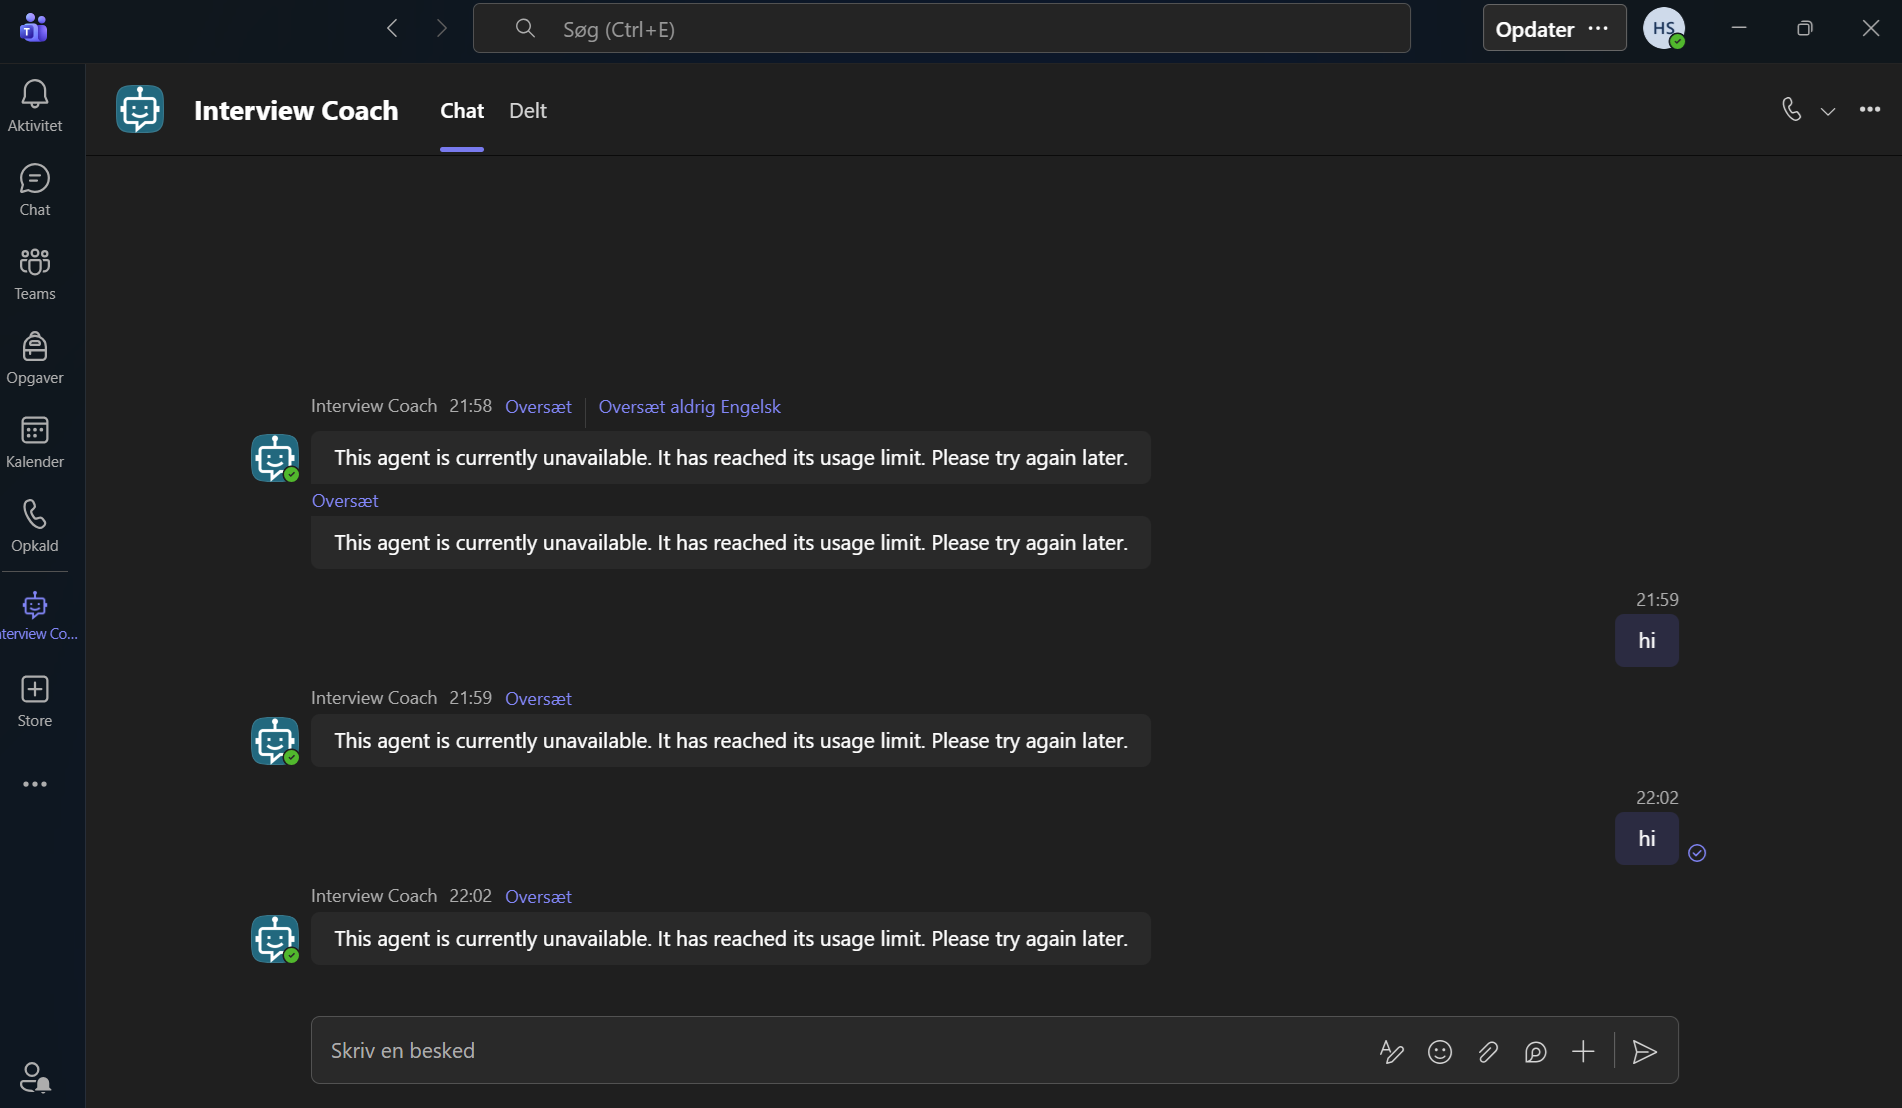 Søg (Ctrl+E)
Opdater
HS
Aktivitet
Chat
Teams
Opgaver
Kalender
Opkald
terview Co...
Store
Interview Coach
Chat
Delt
Interview Coach 21:58 Oversæt Oversæt aldrig Engelsk
This agent is currently unavailable. It has reached its usage limit. Please try again later.
Oversæt
This agent is currently unavailable. It has reached its usage limit. Please try again later.
21:59
hi
Interview Coach 21:59 Oversæt
This agent is currently unavailable. It has reached its usage limit. Please try again later.
22:02
hi
Interview Coach 22:02 Oversæt
This agent is currently unavailable. It has reached its usage limit. Please try again later.
Skriv en besked